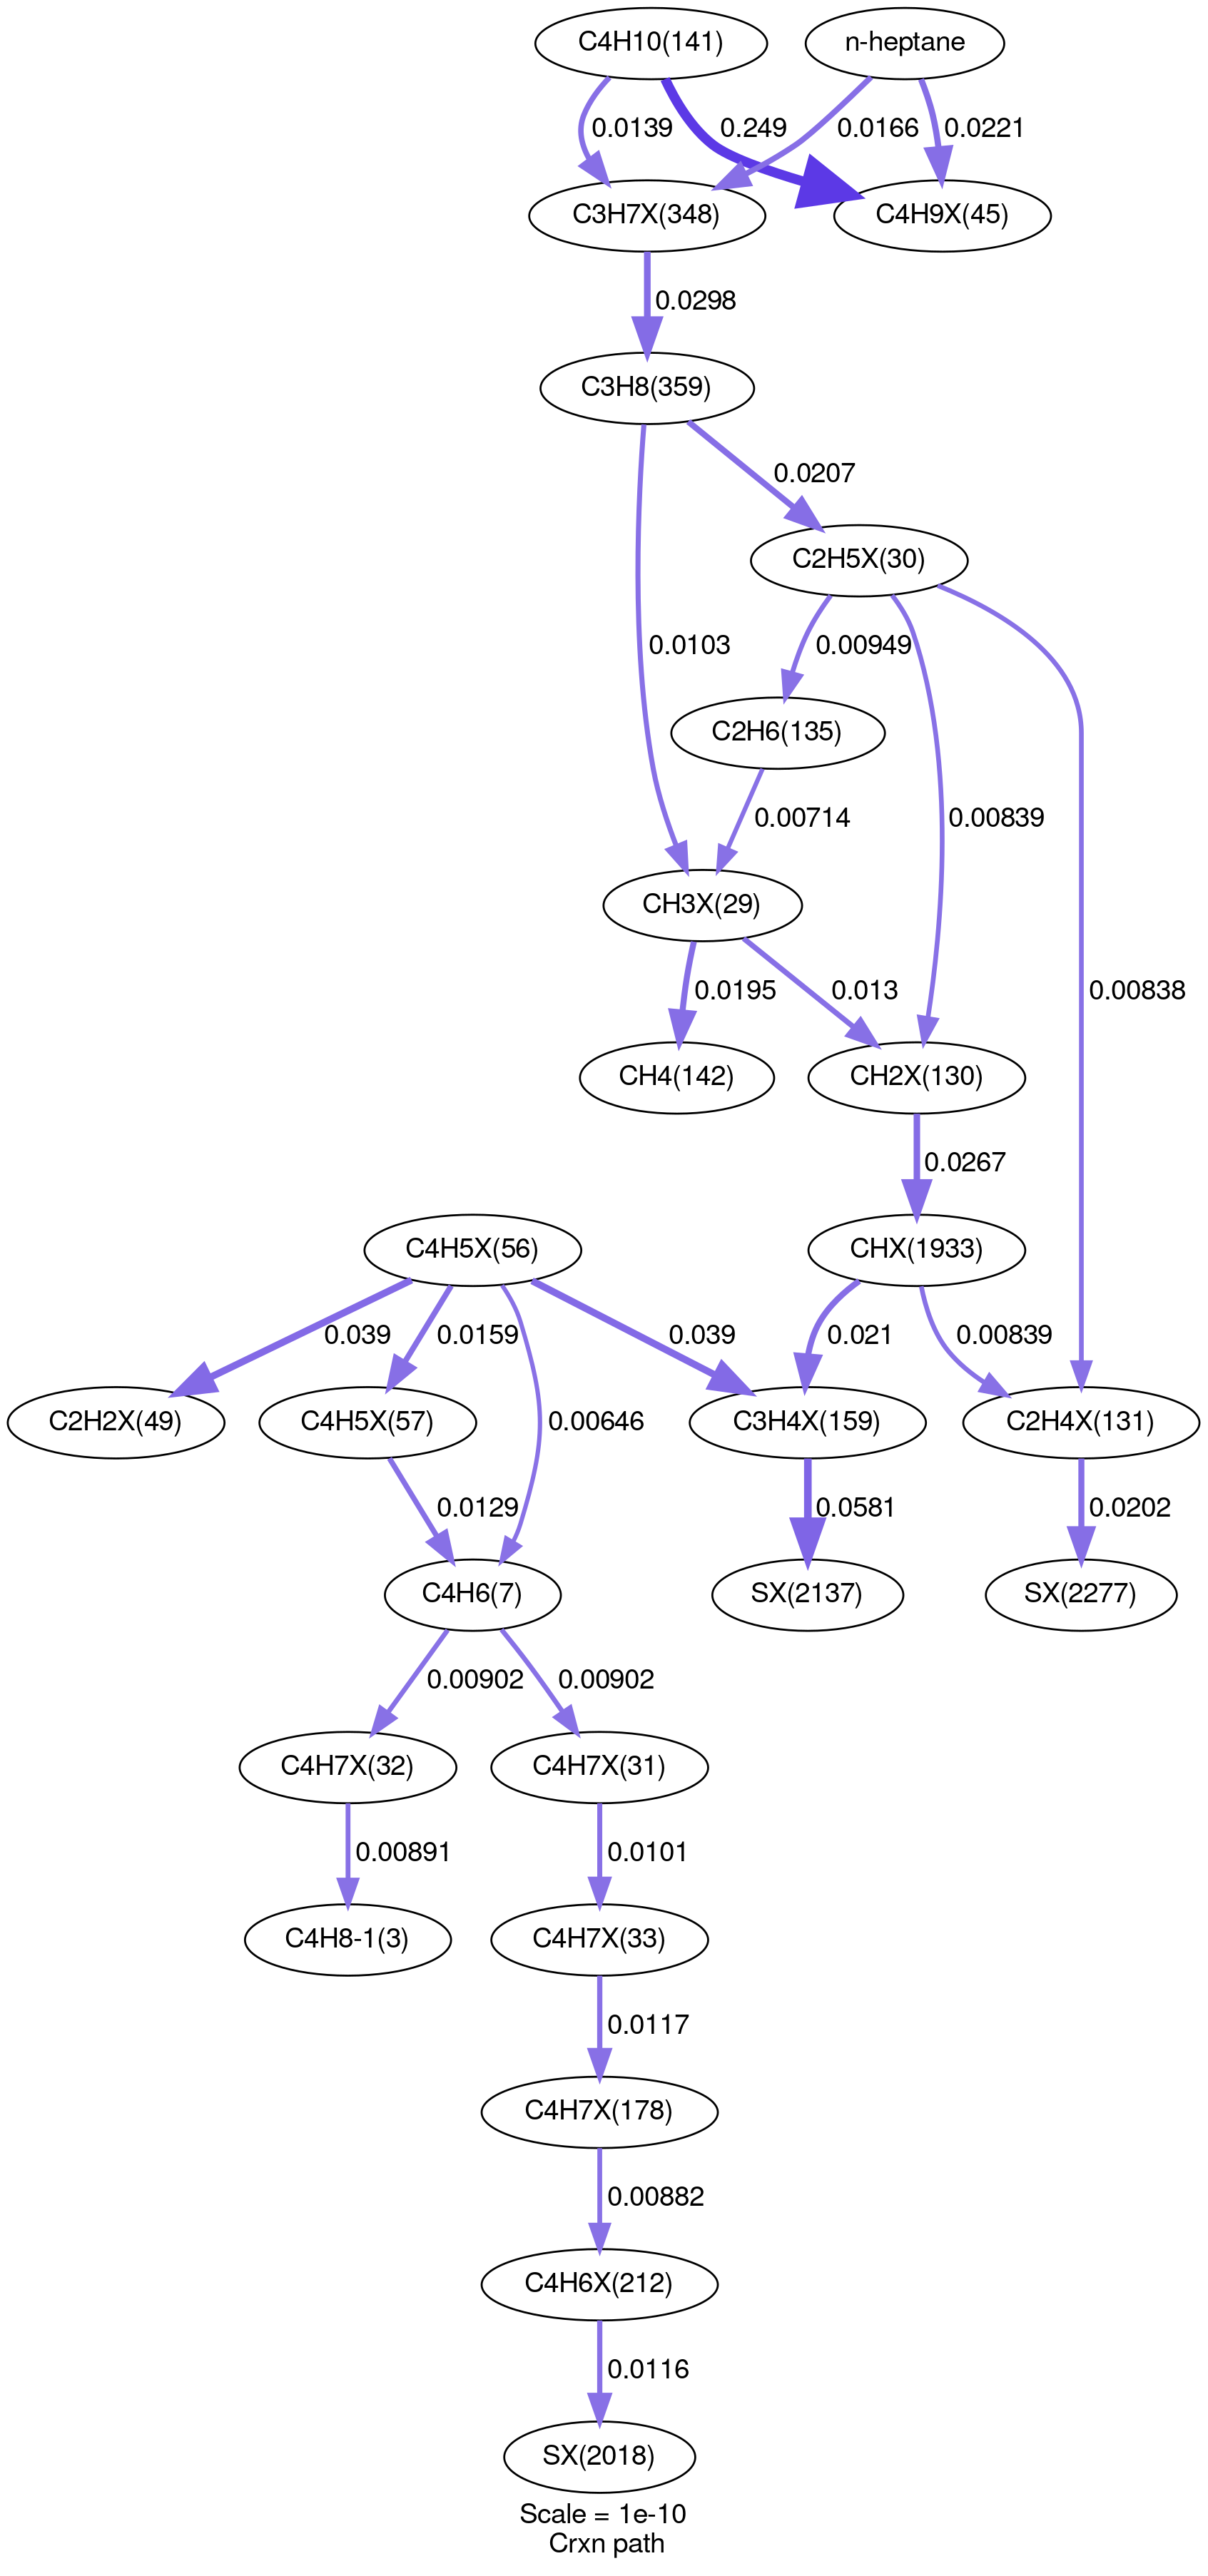 C4H10(141)
n-heptane
0.0139
0.249
0.0166
0.0221
C3H7X(348)
C4H9X(45)
0.0298
C3H8(359)
0.0207
C2H5X(30)
0.0103
0.00949
C2H6(135)
0.00714
0.00839
CH3X(29)
0.0195
0.013
0.00838
CH4(142)
CH2X(130)
0.0267
C4H5X(56)
CHX(1933)
0.039
0.0159
0.039
0.021
0.00839
C2H2X(49)
C4H5X(57)
0.00646
C3H4X(159)
C2H4X(131)
0.0129
0.0581
0.0202
C4H6(7)
SX(2137)
SX(2277)
0.00902
0.00902
C4H7X(32)
C4H7X(31)
0.00891
0.0101
C4H8-1(3)
C4H7X(33)
0.0117
C4H7X(178)
0.00882
C4H6X(212)
0.0116
SX(2018)
Scale = 1e-10
Crxn path